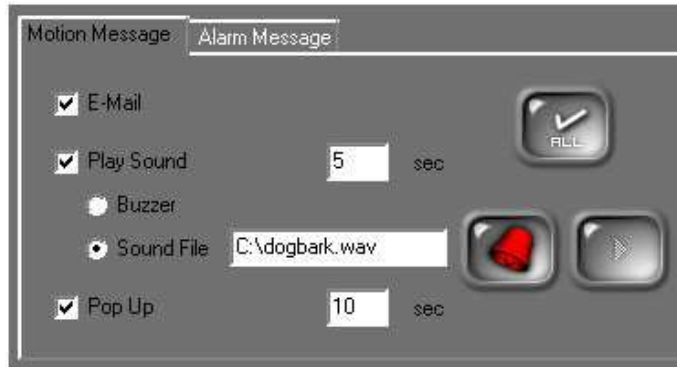 Motion Message
Alarm Message
E-Mail
ALL
Play Sound 5 sec
Buzzer
Sound File C:\dogbark.wav
Pop Up 10 sec